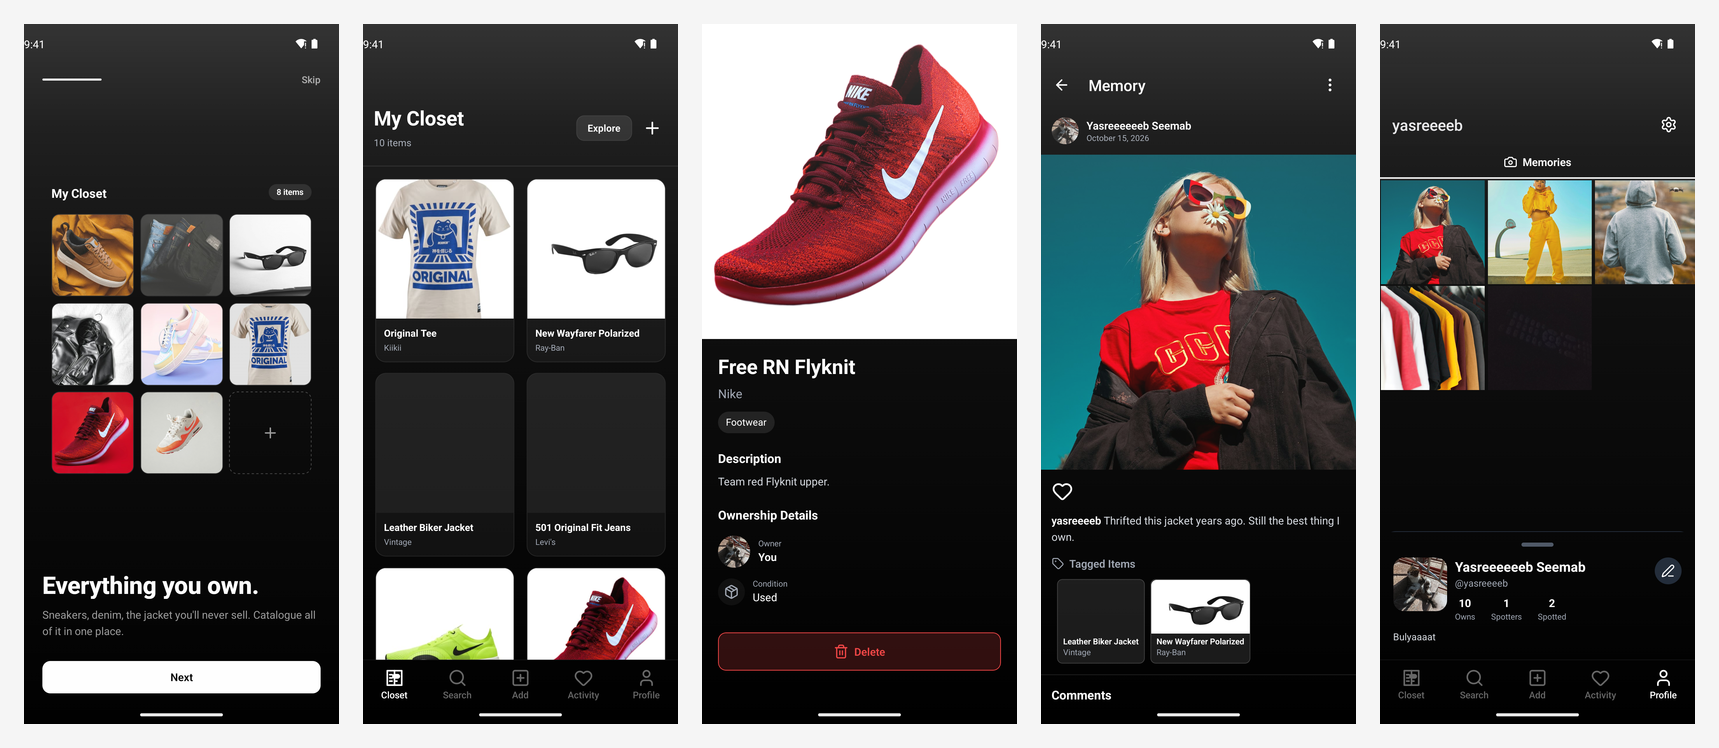 9:41
Skip
My Closet
8 items
ORIGINAL
Everything you own.
Sneakers, denim, the jacket you'll never sell. Catalogue all
of it in one place.
Next
9:41
My Closet
10 items
Explore
ORIGINAL
Original Tee
Kiikii
New Wayfarer Polarized
Ray-Ban
Leather Biker Jacket
Vintage
501 Original Fit Jeans
Levi's
Closet
Search
Add
Activity
Profile
NIKE
Free RN Flyknit
Nike
Footwear
Description
Team red Flyknit upper.
Ownership Details
Owner
You
Condition
Used
Delete
9:41
Memory
Yasreeeeeeb Seemab
October 15, 2026
yasreeeeb Thrifted this jacket years ago. Still the best thing I
own.
Tagged Items
Leather Biker Jacket
Vintage
New Wayfarer Polarized
Ray-Ban
Comments
9:41
yasreeeeb
Memories
Yasreeeeeeb Seemab
@yasreeeeb
10
Owns
1
Spotters
2
Spotted
Bulyaaaat
Closet
Search
Add
Activity
Profile